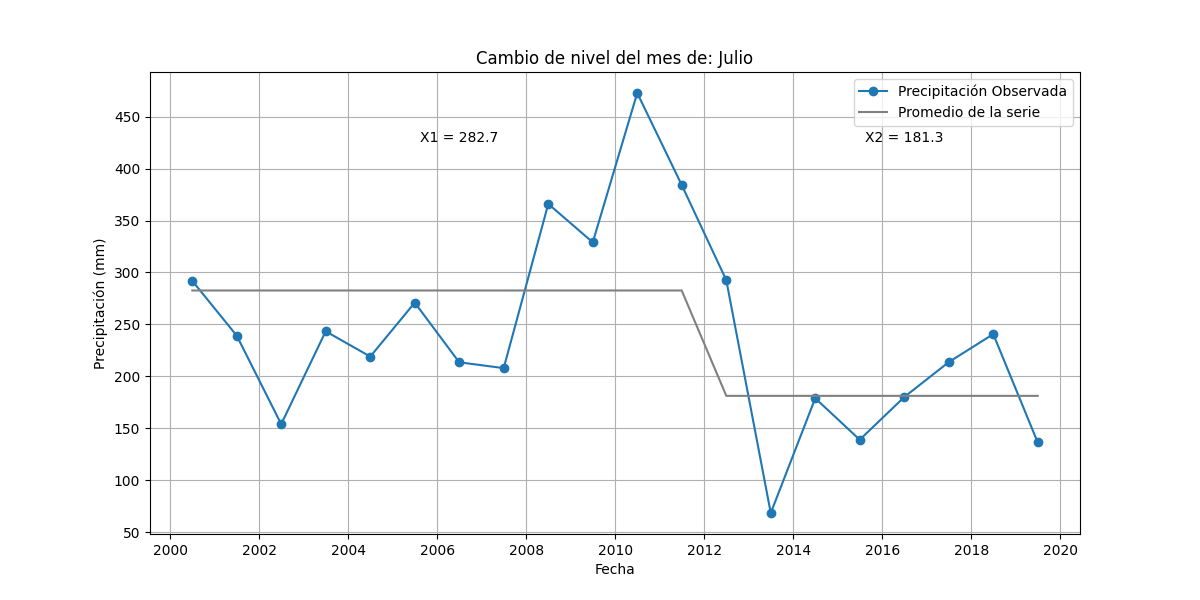 Cambio de nivel del mes de: Julio
Precipitación Observada
Promedio de la serie
X1 = 282.7
X2 = 181.3
Precipitación (mm)
450
400
350
300
250
200
150
100
50
2000 2002 2004 2006 2008 2010 2012 2014 2016 2018 2020
Fecha